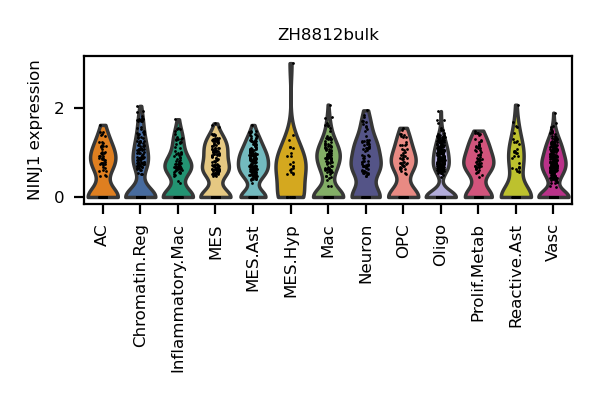 ZH8812bulk
NINJ1 expression
2
0
AC
Chromatin.Reg
Inflammatory.Mac
MES
MES.Ast
MES.Hyp
Mac
Neuron
OPC
Oligo
Prolif.Metab
Reactive.Ast
Vasc